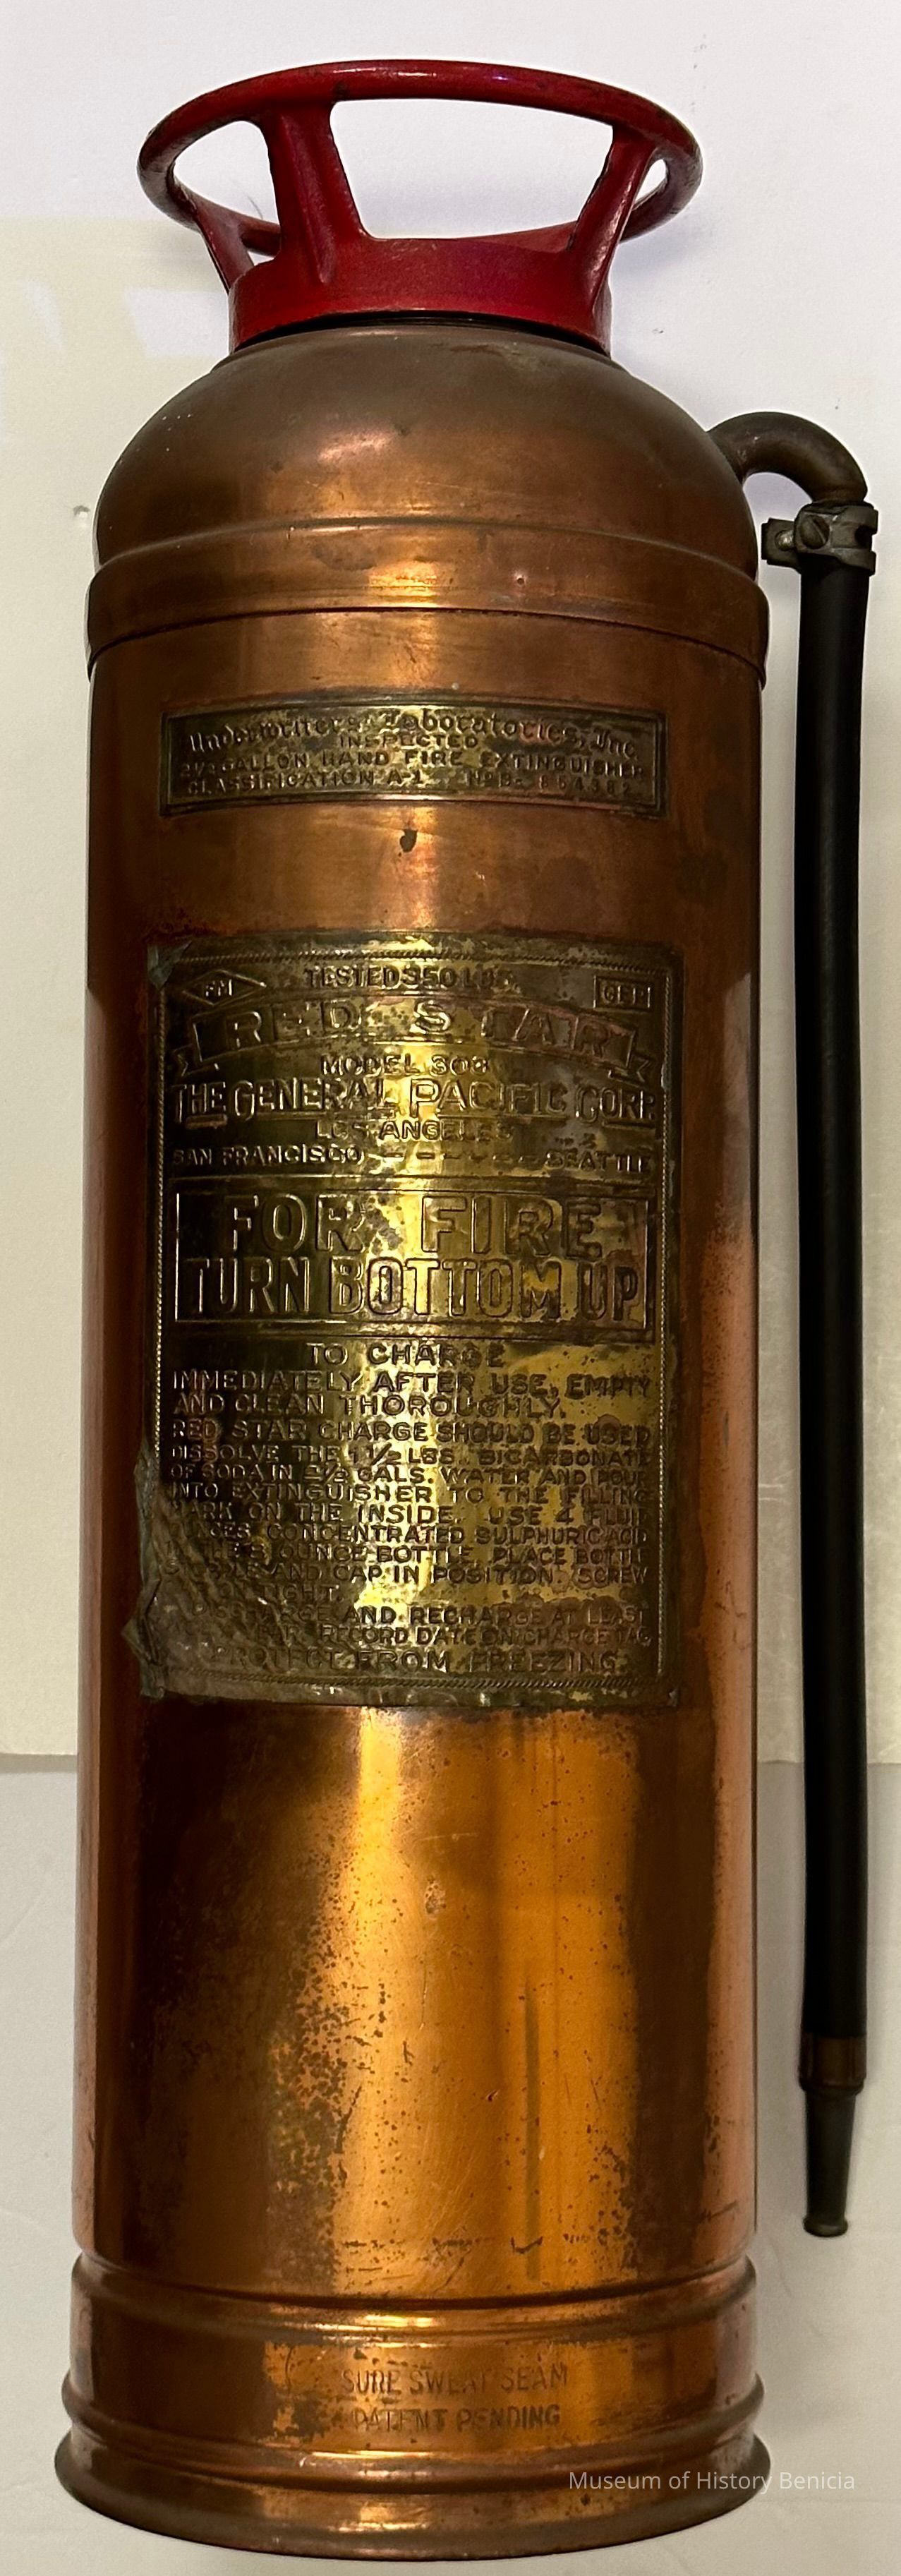 Underwriters' Laboratories, Inc.
INSPECTED
2½ GALLON HAND FIRE EXTINGUISHER
CLASSIFICATION A-1 No B- 854382
FM TESTED 350
RED STAR
MODEL
THE GENERAL PACIFIC CORP.
LOS ANGELES
SAN FRANCISCO - - - - - - SEATTLE
FOR FIRE
TURN BOTTOM UP
TO CHARGE
IMMEDIATELY AFTER USE, EMPTY
AND CLEAN THOROUGHLY.
RED STAR CHARGE SHOULD BE USED
DISSOLVE THE 1½ LBS. BICARBONATE
OF SODA IN GALS. WATER AND POUR
INTO EXTINGUISHER TO THE FILLING
MARK ON THE INSIDE. USE 4 FLUID
CONCENTRATED SULPHURIC ACID
8 OUNCE BOTTLE. PLACE BOTTLE
AND CAP IN POSITION. SCREW
AND RECHARGE AT LEAST
RECORD DATE ON CHARGE TAG
PROTECT FROM FREEZING.
SURE SWEAT SEAM
PATENT PENDING
Museum of History Benicia